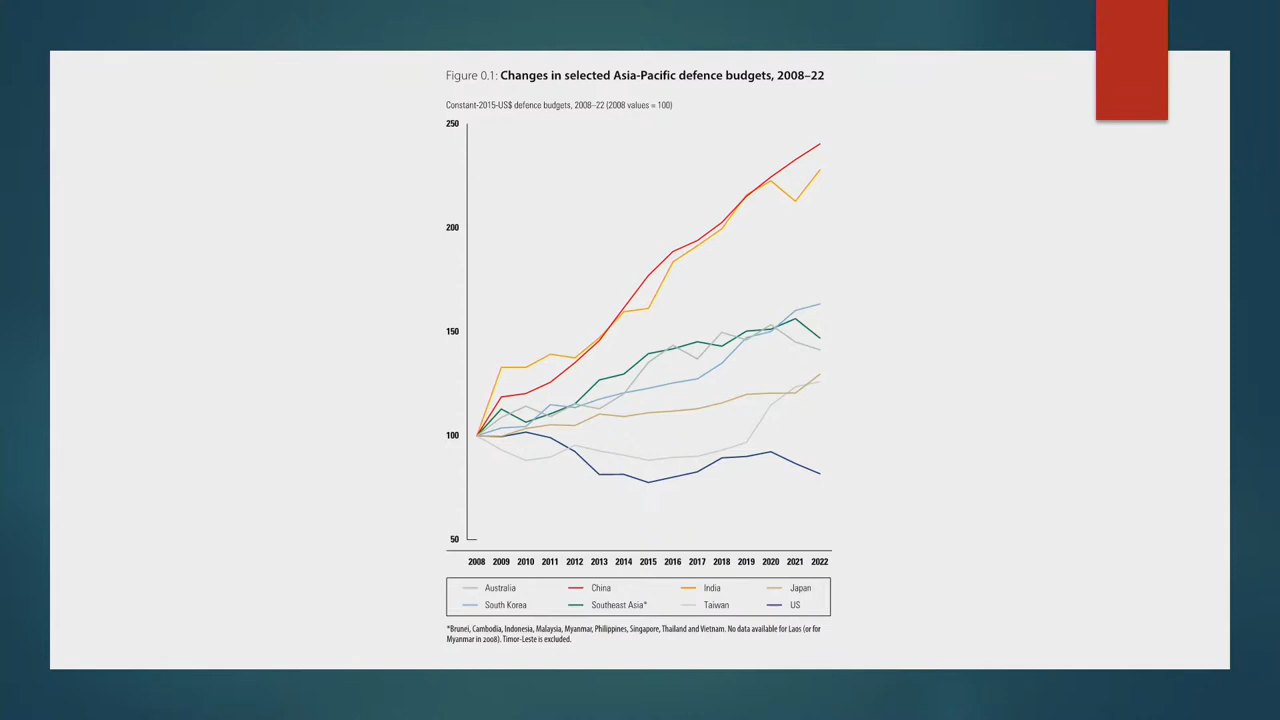 Figure 0.1: Changes in selected Asia-Pacific defence budgets, 2008–22
Constant-2015-US$ defence budgets, 2008–22 (2008 values = 100)
250
200
150
100
50
2008 2009 2010 2011 2012 2013 2014 2015 2016 2017 2018 2019 2020 2021 2022
Australia China India Japan
South Korea Southeast Asia* Taiwan US
*Brunei, Cambodia, Indonesia, Malaysia, Myanmar, Philippines, Singapore, Thailand and Vietnam. No data available for Laos (or for
Myanmar in 2008). Timor-Leste is excluded.